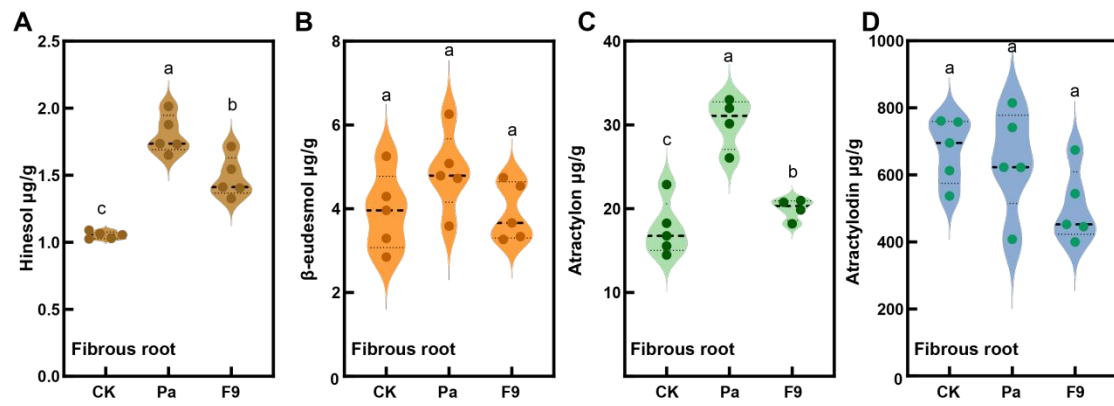 A
Hinesol µg/g
2.5
2.0
1.5
1.0
0.5
0.0
c
a
b
Fibrous root
CK Pa F9
B
β-eudesmol µg/g
8
6
4
2
0
a
a
a
Fibrous root
CK Pa F9
C
Atractylon µg/g
40
30
20
10
0
c
a
b
Fibrous root
CK Pa F9
D
Atractylodin µg/g
1000
800
600
400
200
0
a
a
a
Fibrous root
CK Pa F9